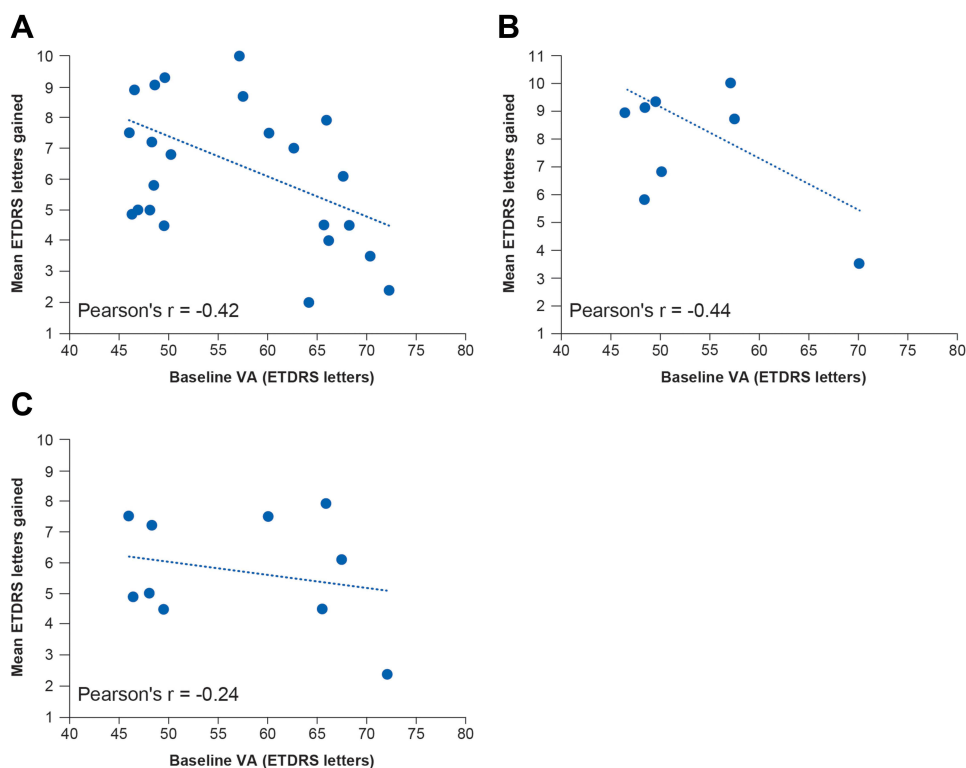 A
10
9
8
7
6
5
4
3
2
1
Mean ETDRS letters gained
Pearson's r = -0.42
40 45 50 55 60 65 70 75 80
Baseline VA (ETDRS letters)
B
11
10
9
8
7
6
5
4
3
2
1
Mean ETDRS letters gained
Pearson's r = -0.44
40 45 50 55 60 65 70 75 80
Baseline VA (ETDRS letters)
C
10
9
8
7
6
5
4
3
2
1
Mean ETDRS letters gained
Pearson's r = -0.24
40 45 50 55 60 65 70 75 80
Baseline VA (ETDRS letters)